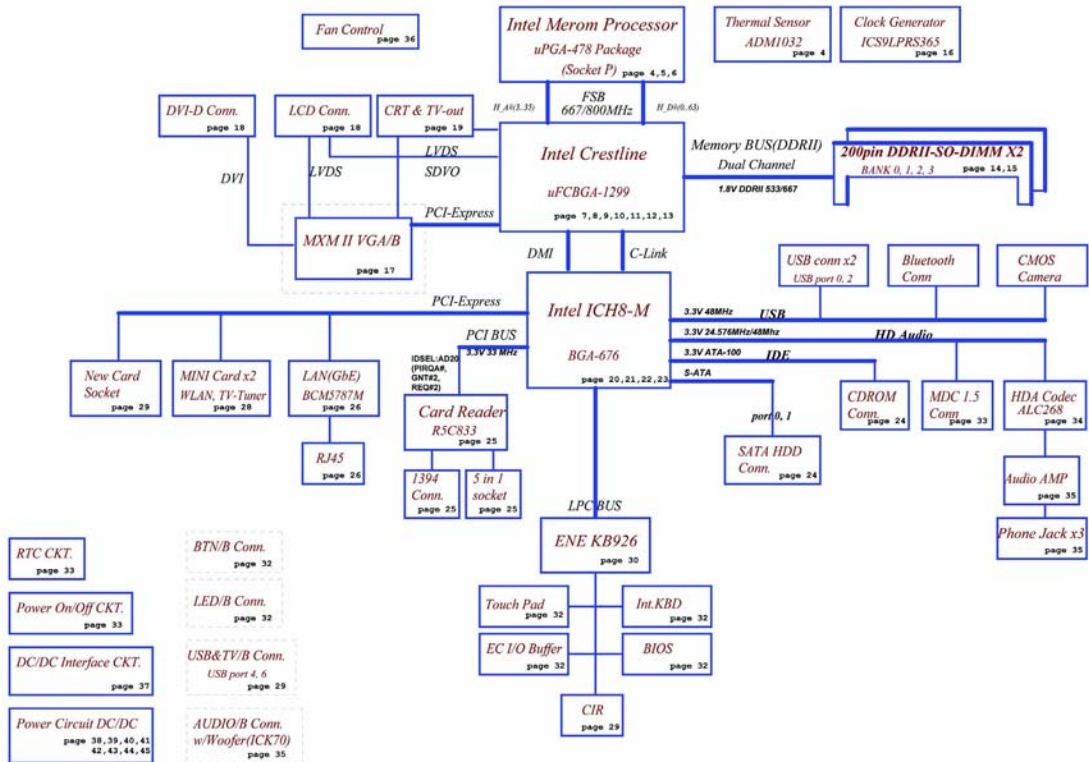 Fan Control
page 36
Intel Merom Processor
uPGA-478 Package
(Socket P)
page 4,5,6
Thermal Sensor
ADM1032
page 4
Clock Generator
ICS9LPRS365
page 16
H_A#(3..35)
FSB
667/800MHz
H_D#(0..63)
DVI-D Conn.
page 18
LCD Conn.
page 18
CRT & TV-out
page 19
LVDS
SDVO
Intel Crestline
uFCBGA-1299
page 7,8,9,10,11,12,13
Memory BUS(DDRII)
Dual Channel
1.8V DDRII 533/667
200pin DDRII-SO-DIMM X2
BANK 0, 1, 2, 3
page 14,15
DVI
LVDS
PCI-Express
MXM II VGA/B
page 17
DMI
C-Link
USB conn x2
USB port 0, 2
Bluetooth
Conn
CMOS
Camera
Intel ICH8-M
BGA-676
page 20,21,22,23
PCI-Express
PCI BUS
3.3V 33 MHz
IDSEL:AD20
(PIRQA#,
GNT#2,
REQ#2)
3.3V 48MHz
USB
3.3V 24.576MHz/48Mhz
HD Audio
3.3V ATA-100
IDE
S-ATA
port 0, 1
New Card
Socket
page 29
MINI Card x2
WLAN, TV-Tuner
page 28
LAN(GbE)
BCM5787M
page 26
RJ45
page 26
Card Reader
R5C833
page 25
1394
Conn.
page 25
5 in 1
socket
page 25
SATA HDD
Conn.
page 24
CDROM
Conn.
page 24
MDC 1.5
Conn
page 33
HDA Codec
ALC268
page 34
Audio AMP
page 35
Phone Jack x3
page 35
LPC BUS
ENE KB926
page 30
Touch Pad
page 32
Int.KBD
page 32
EC I/O Buffer
page 32
BIOS
page 32
CIR
page 29
RTC CKT.
page 33
Power On/Off CKT.
page 33
DC/DC Interface CKT.
page 37
Power Circuit DC/DC
page 38,39,40,41
42,43,44,45
BTN/B Conn.
page 32
LED/B Conn.
page 32
USB&TV/B Conn.
USB port 4, 6
page 29
AUDIO/B Conn.
w/Woofer(ICK70)
page 35